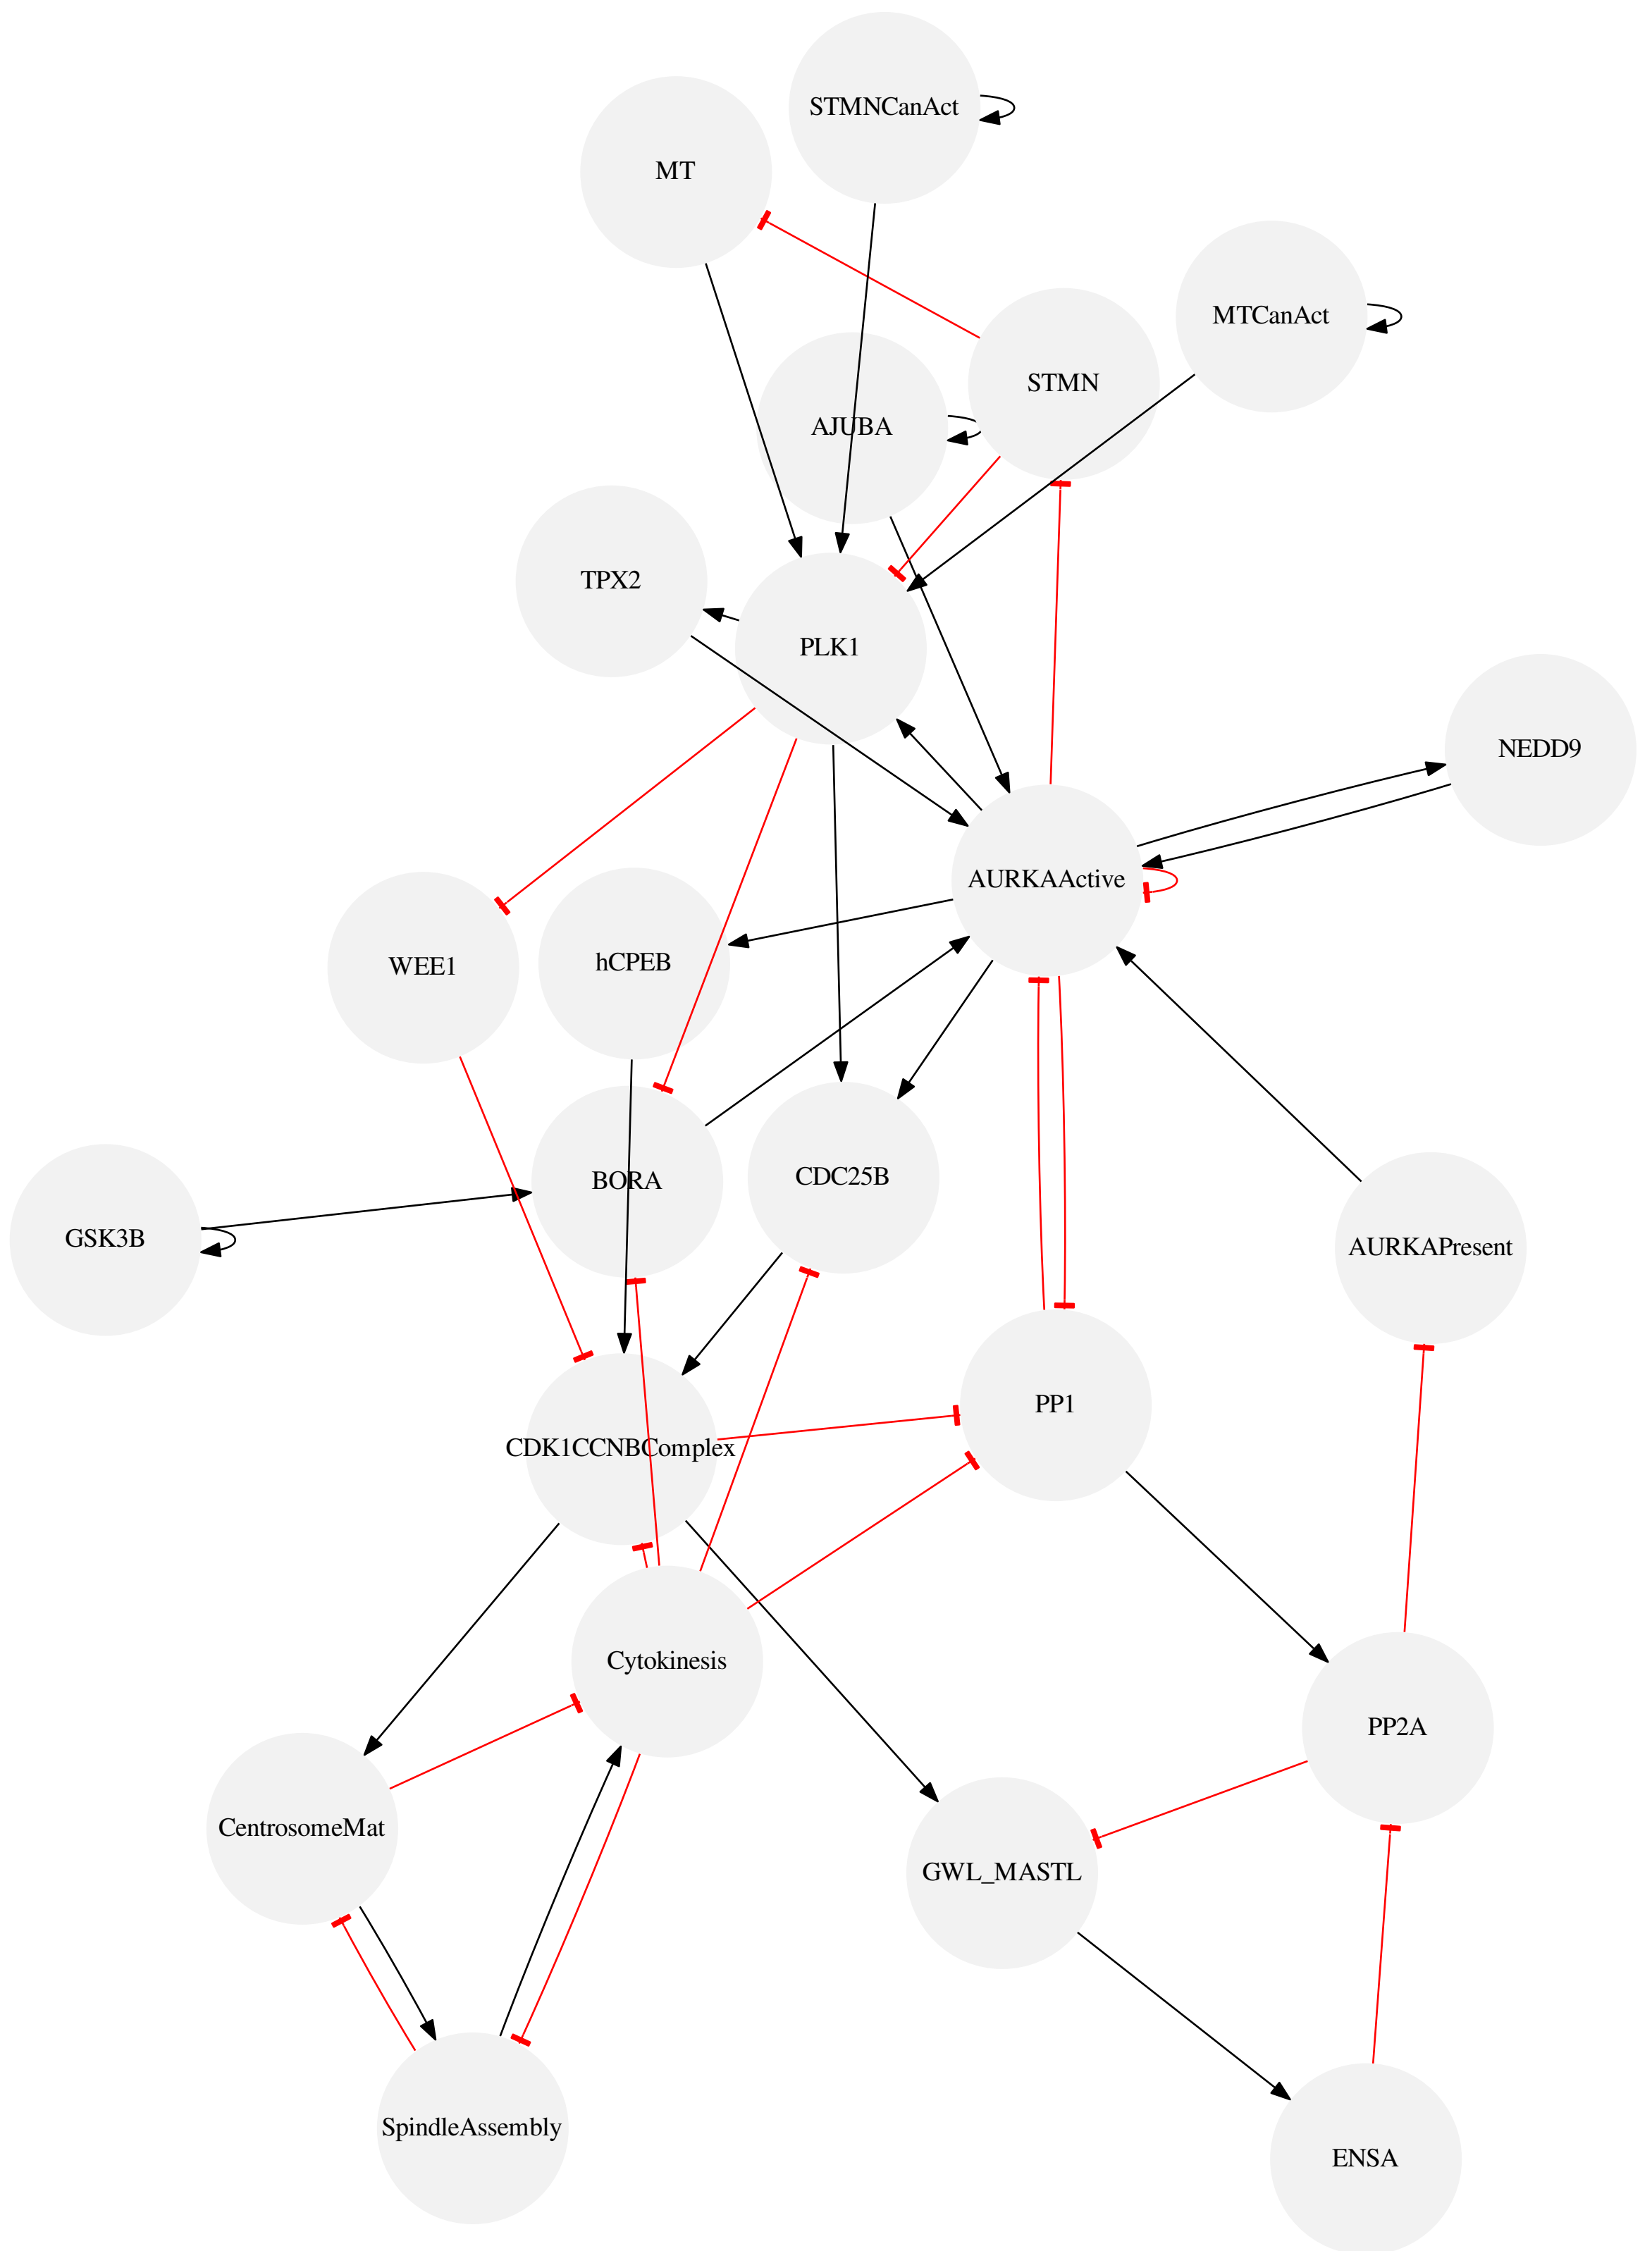 STMNCanAct
MT
MTCanAct
STMN
AJUBA
TPX2
PLK1
NEDD9
AURKAActive
hCPEB
WEE1
CDC25B
BORA
GSK3B
AURKAPresent
PP1
CDK1CCNBComplex
Cytokinesis
PP2A
CentrosomeMat
GWL_MASTL
SpindleAssembly
ENSA